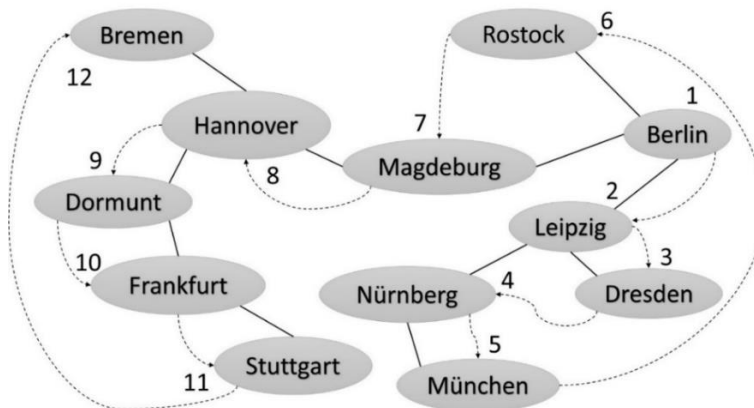 Bremen
Rostock
6
12
1
Hannover
7
Berlin
9
8
Magdeburg
2
Dormunt
Leipzig
3
10
Frankfurt
Nürnberg
4
Dresden
5
Stuttgart
11
München